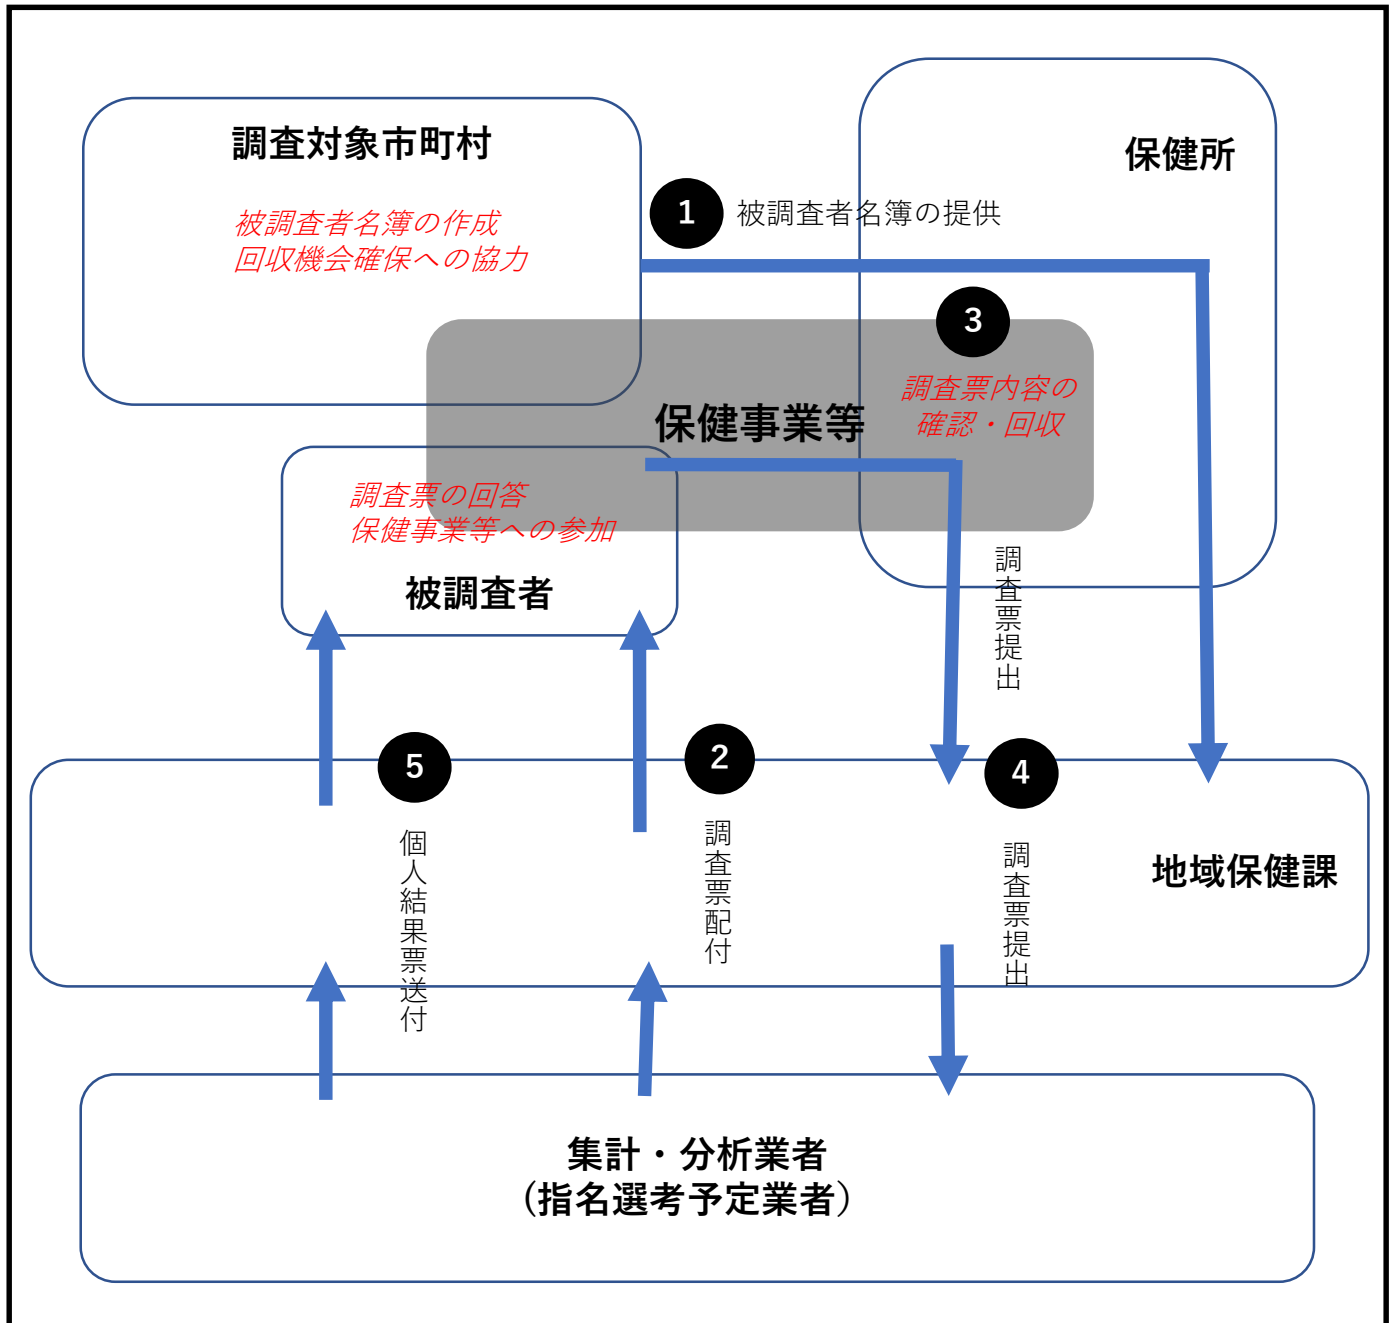 調査対象市町村
被調査者名簿の作成
回収機会確保への協力
保健所
1
被調査者名簿の提供
3
調査票内容の
確認・回収
保健事業等
調査票の回答
保健事業等への参加
被調査者
調査票提出
5
個人結果票送付
2
調査票配付
4
調査票提出
地域保健課
集計・分析業者
(指名選考予定業者）